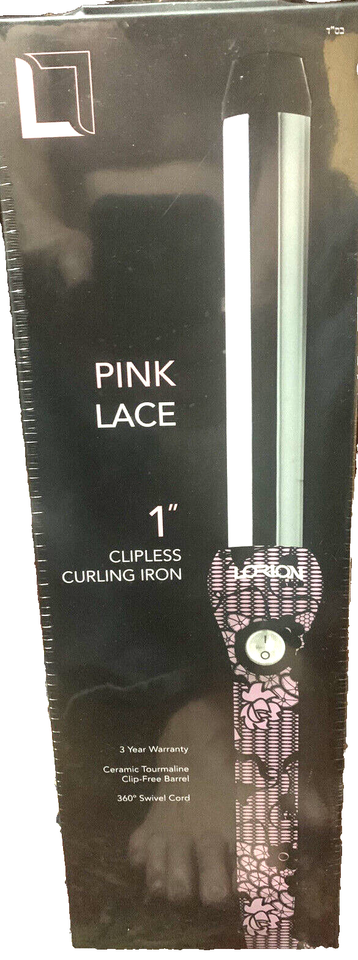 בס"ד
PINK
LACE
1"
CLIPLESS
CURLING IRON
LORION
I
O
3 Year Warranty
Ceramic Tourmaline
Clip-Free Barrel
360° Swivel Cord